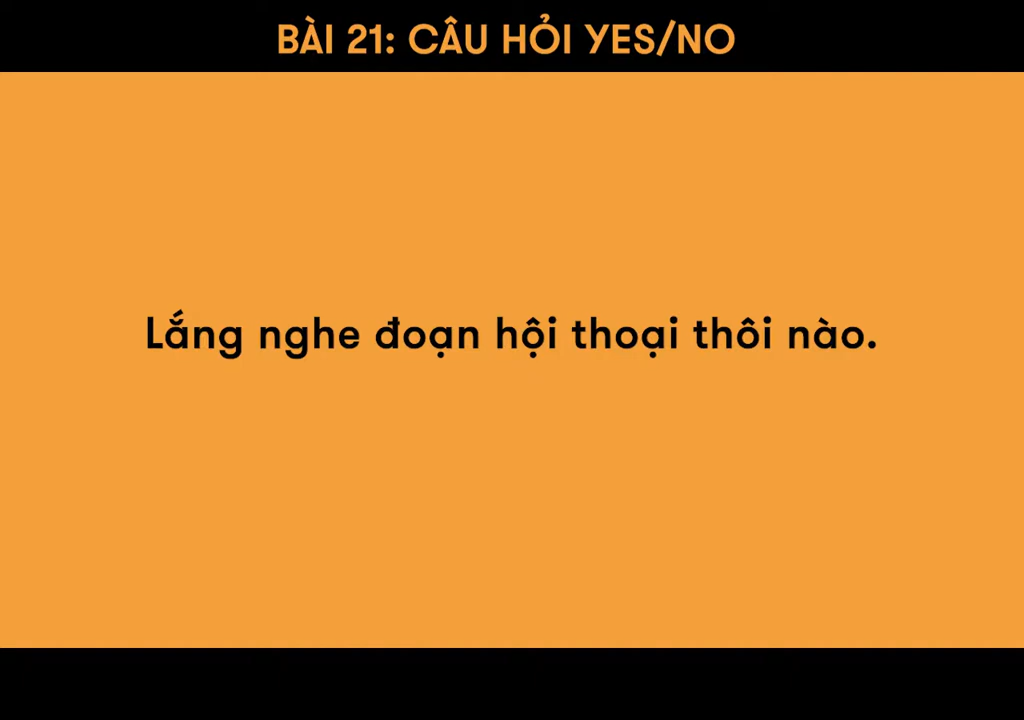 BÀI 21: CÂU HỎI YES/NO
Lắng nghe đoạn hội thoại thôi nào.